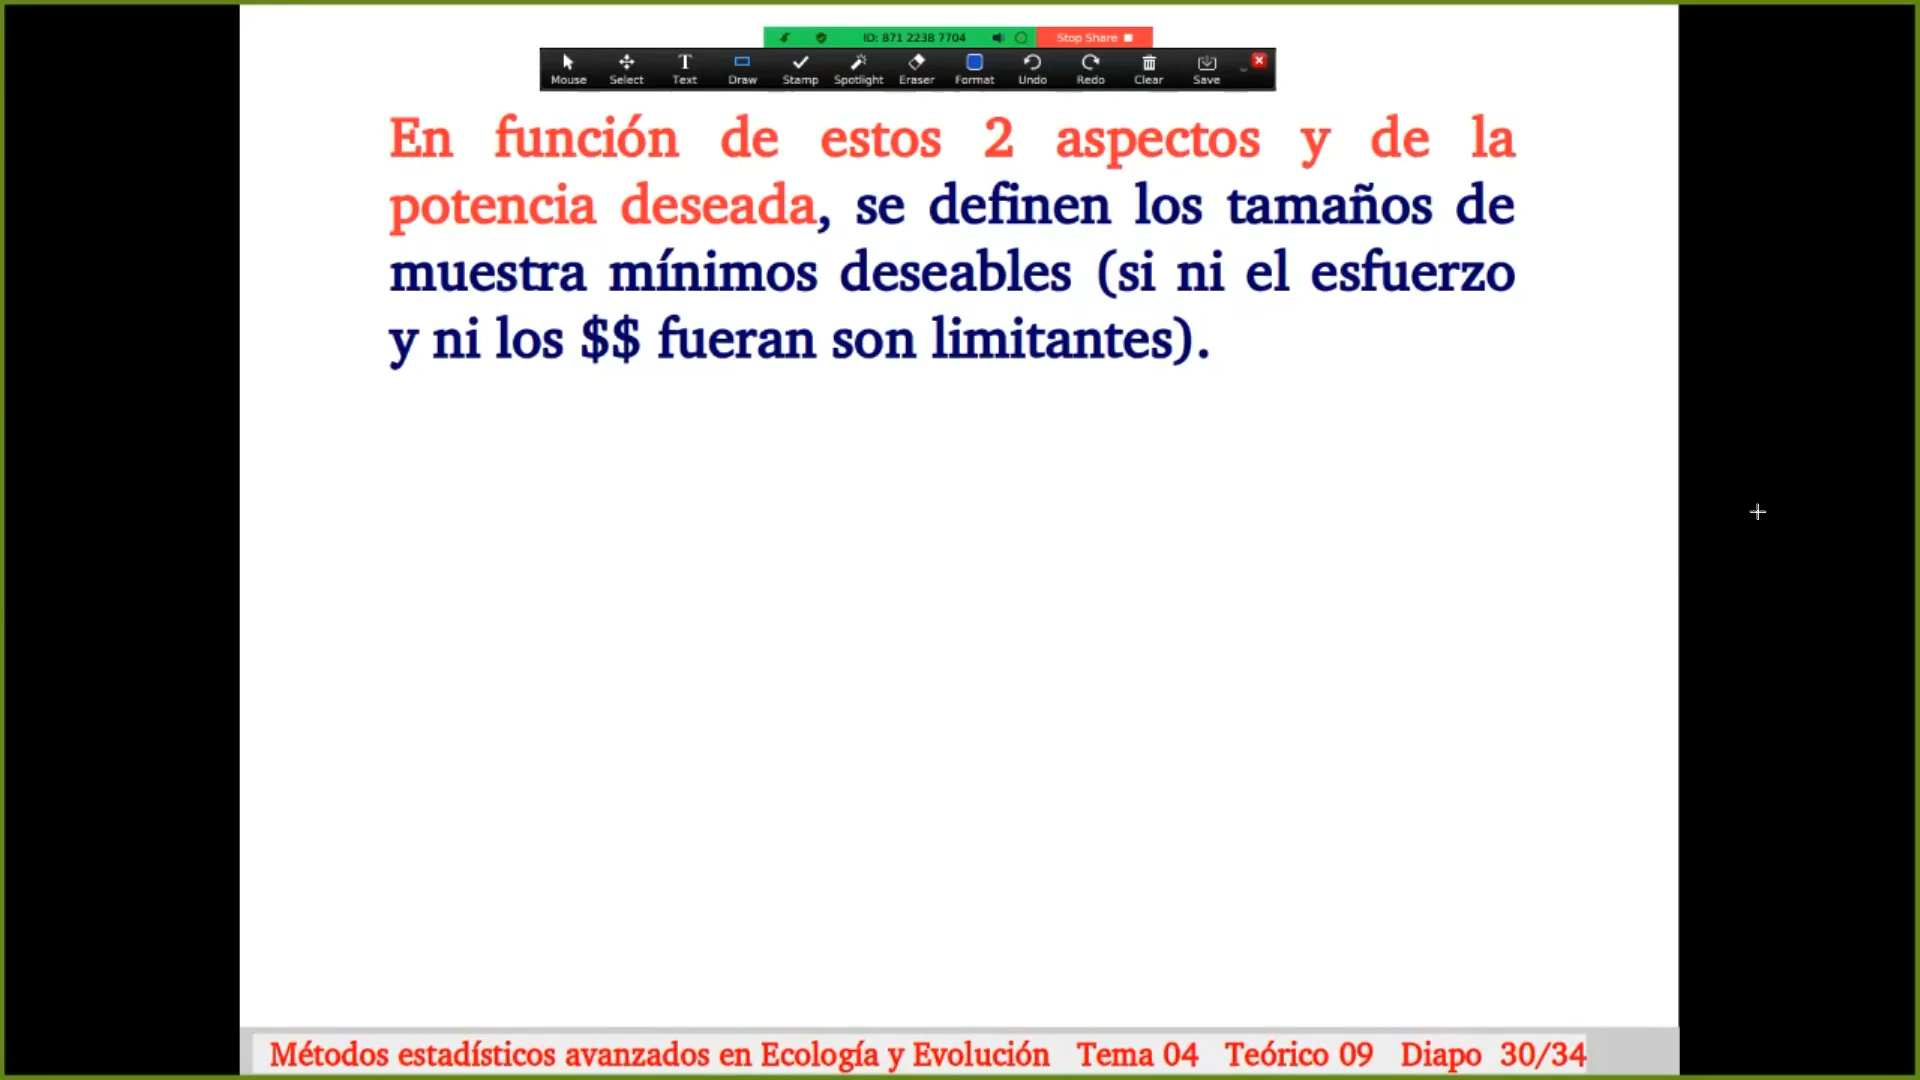 ID: 871 2238 7704 Stop Share
Mouse Select Text Draw Stamp Spotlight Eraser Format Undo Redo Clear Save
En función de estos 2 aspectos y de la
potencia deseada, se definen los tamaños de
muestra mínimos deseables (si ni el esfuerzo
y ni los $$ fueran son limitantes).
Métodos estadísticos avanzados en Ecología y Evolución Tema 04 Teórico 09 Diapo 30/34